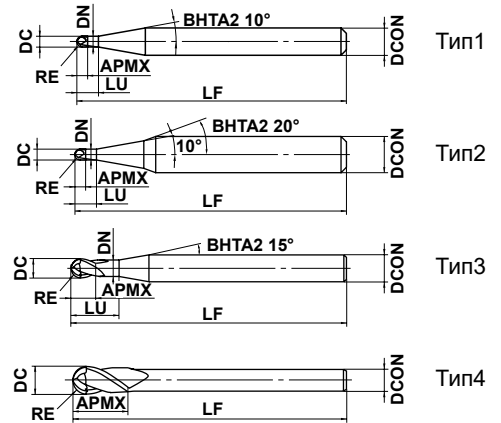 DC
DN
BHTA2 10°
DCON
Тип1
RE
APMX
LU
LF
DC
DN
BHTA2 20°
10°
DCON
Тип2
RE
APMX
LU
LF
DC
DN
BHTA2 15°
DCON
Тип3
RE
APMX
LU
LF
DC
DCON
Тип4
RE
APMX
LF